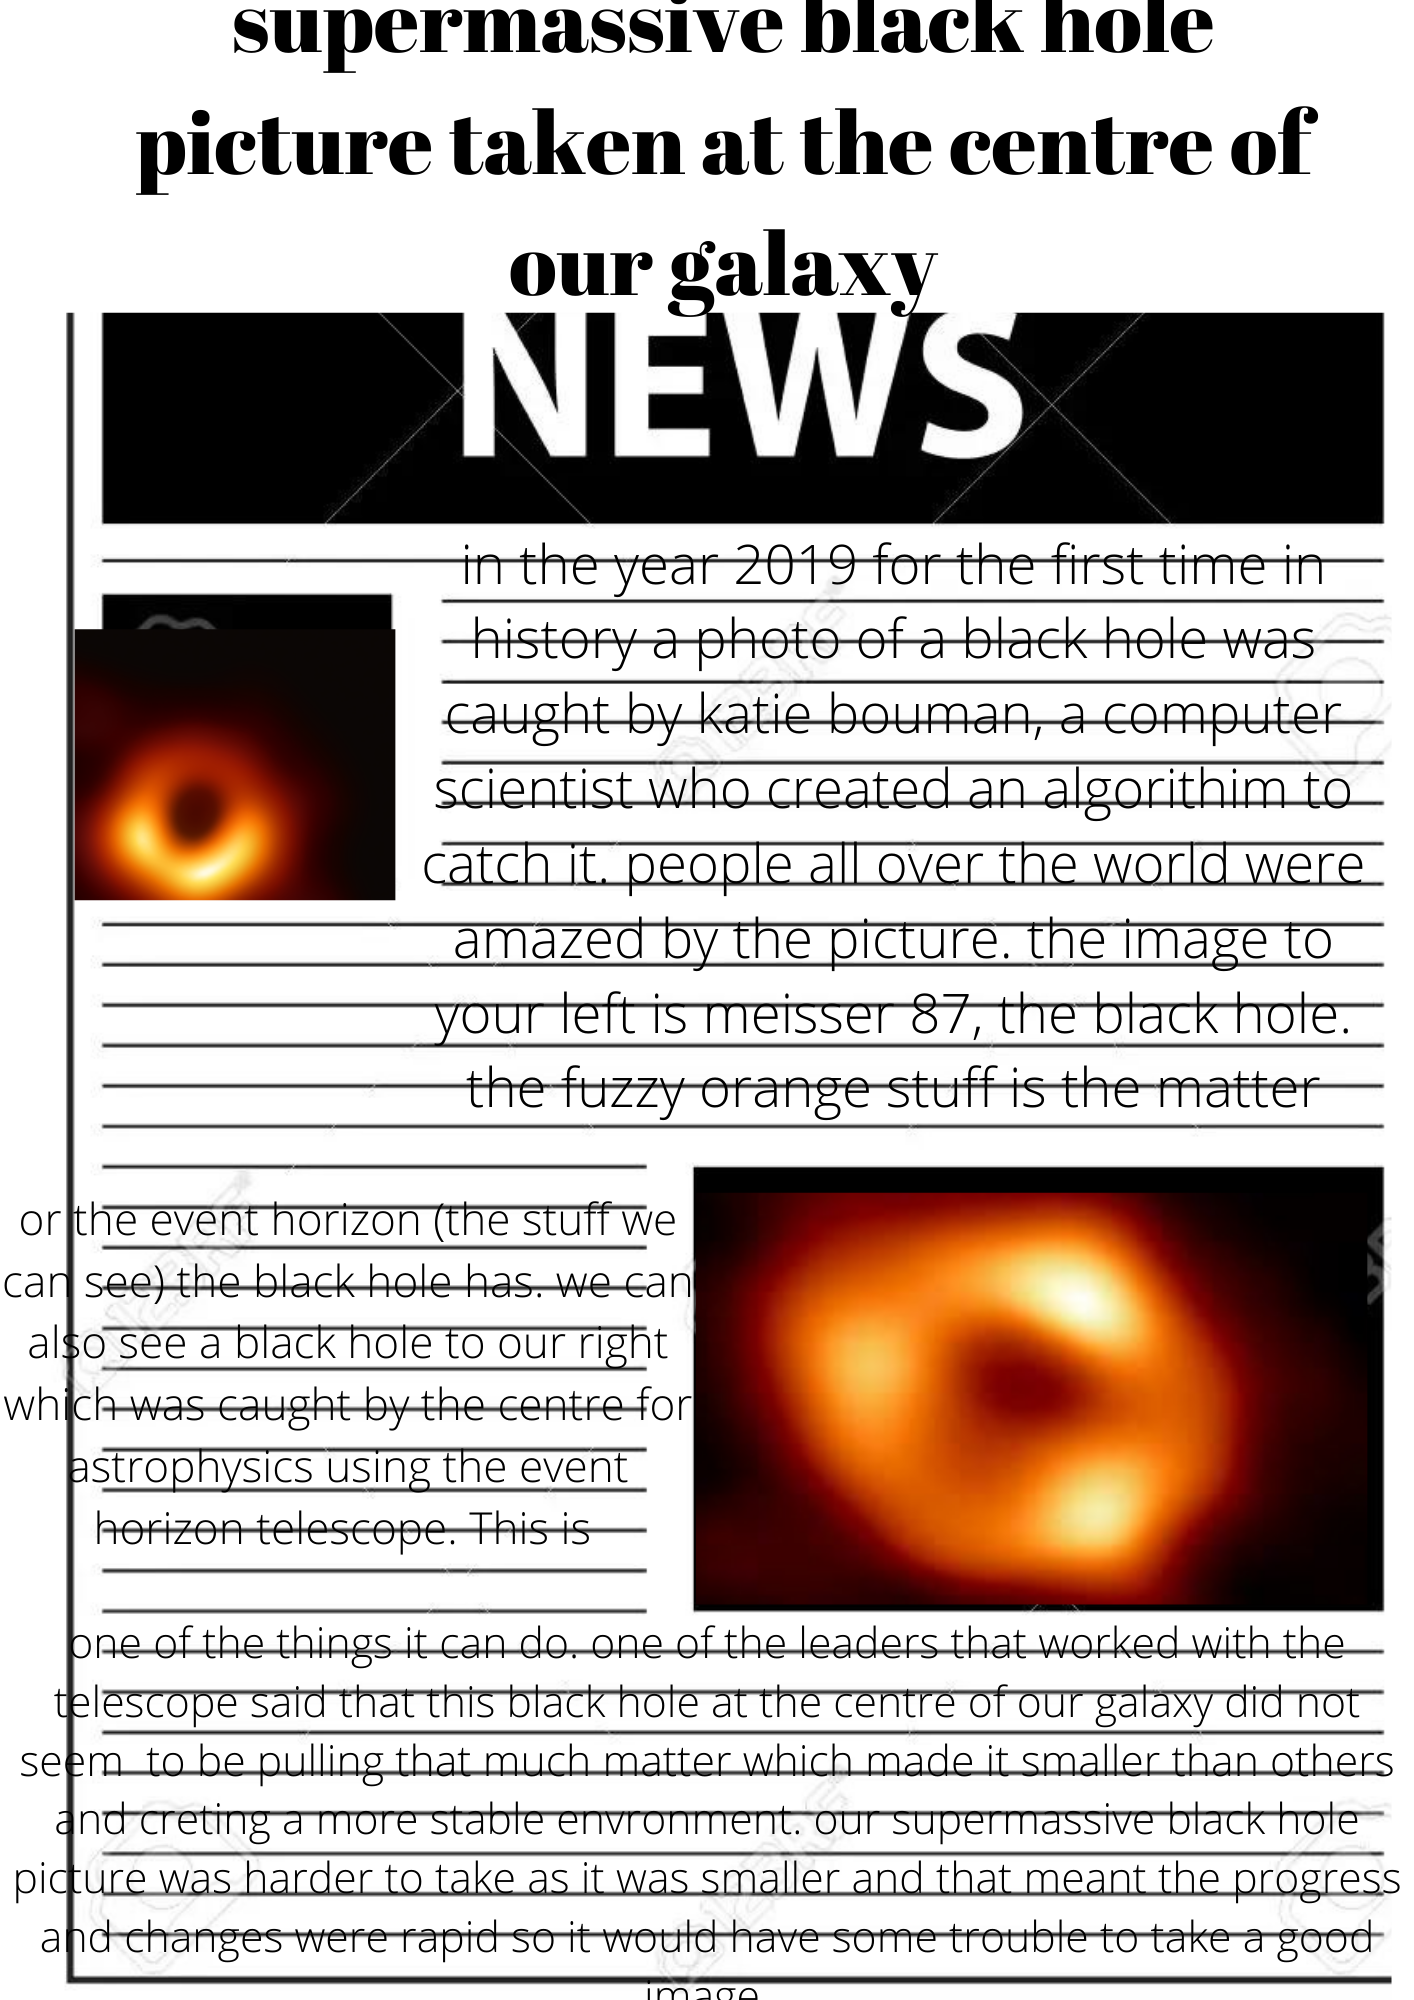 supermassive black hole
picture taken at the centre of
our galaxy
NEWS
in the year 2019 for the first time in
history a photo of a black hole was
caught by katie bouman, a computer
scientist who created an algorithim to
catch it. people all over the world were
amazed by the picture. the image to
your left is meisser 87, the black hole.
the fuzzy orange stuff is the matter
or the event horizon (the stuff we
can see) the black hole has. we can
also see a black hole to our right
which was caught by the centre for
astrophysics using the event
horizon telescope. This is
one of the things it can do. one of the leaders that worked with the
telescope said that this black hole at the centre of our galaxy did not
seem to be pulling that much matter which made it smaller than others
and creting a more stable envronment. our supermassive black hole
picture was harder to take as it was smaller and that meant the progress
and changes were rapid so it would have some trouble to take a good
image